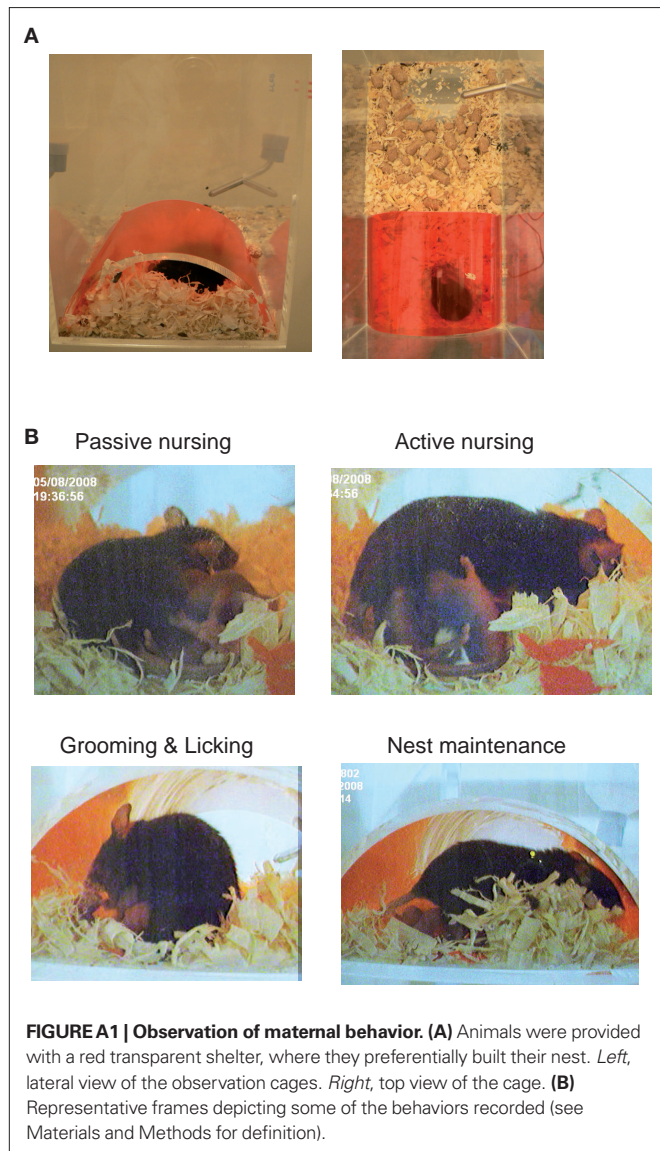 A
B
Passive nursing
Active nursing
05/08/2008
19:36:56
8/2008
4:56
Grooming & Licking
Nest maintenance
802
2008
14
FIGURE A1 | Observation of maternal behavior. (A) Animals were provided
with a red transparent shelter, where they preferentially built their nest. Left,
lateral view of the observation cages. Right, top view of the cage. (B)
Representative frames depicting some of the behaviors recorded (see
Materials and Methods for definition).